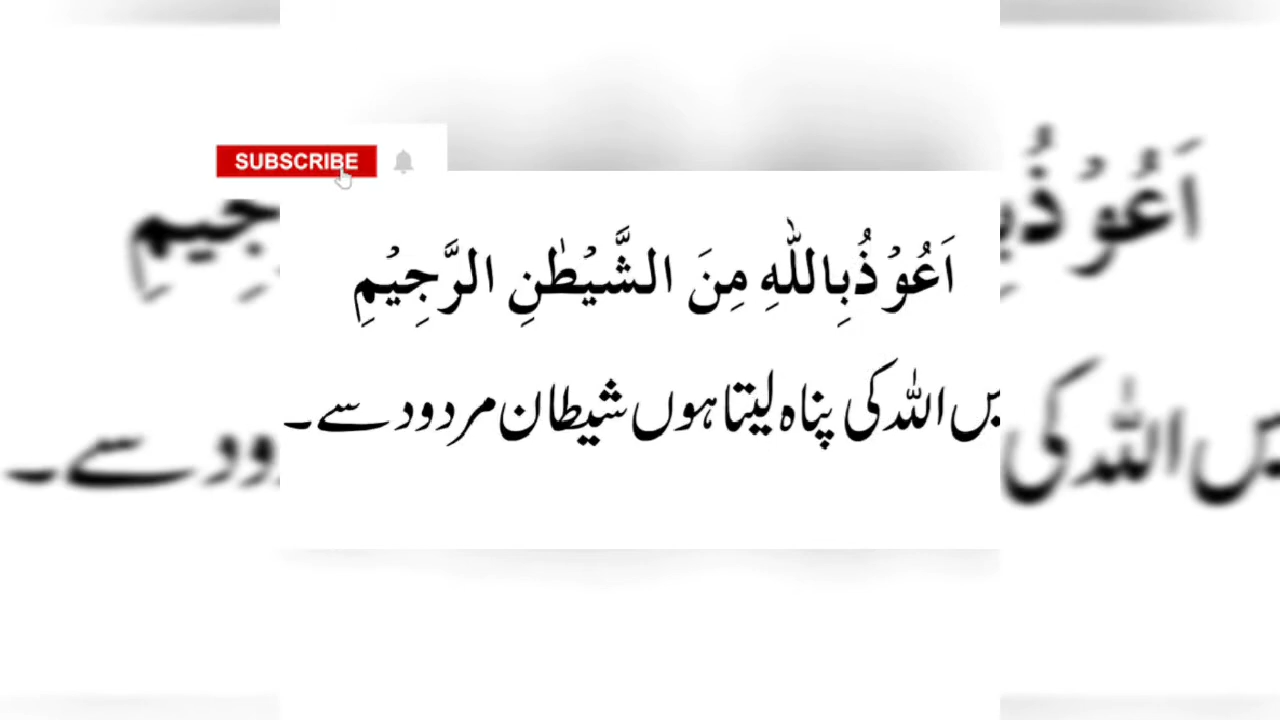 SUBSCRIBE
اَعُوْذُبِاللّٰهِ مِنَ الشَّيْطٰنِ الرَّجِيْمِ
اللہ کی پناہ لیتا ہوں شیطان مردود سے۔